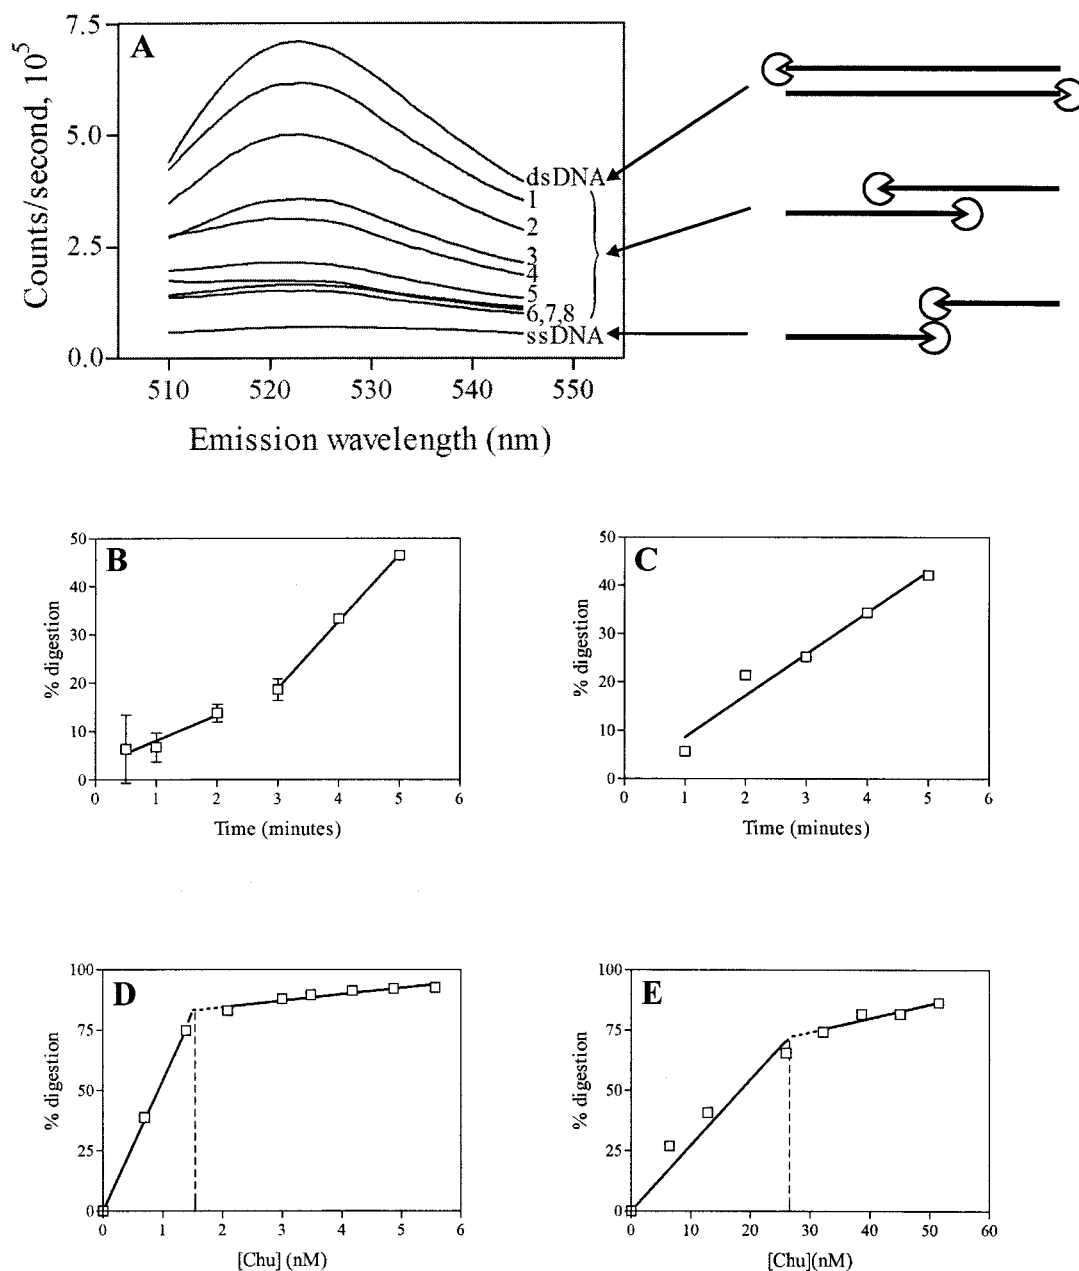 A
Counts/second, 10^5
7.5
5.0
2.5
0.0
dsDNA
1
2
3
4
5
6,7,8
ssDNA
510 520 530 540 550
Emission wavelength (nm)
B
% digestion
50
40
30
20
10
0
0 1 2 3 4 5 6
Time (minutes)
C
% digestion
50
40
30
20
10
0
0 1 2 3 4 5 6
Time (minutes)
D
% digestion
100
75
50
25
0
0 1 2 3 4 5 6
[Chu] (nM)
E
% digestion
100
75
50
25
0
0 10 20 30 40 50 60
[Chu](nM)